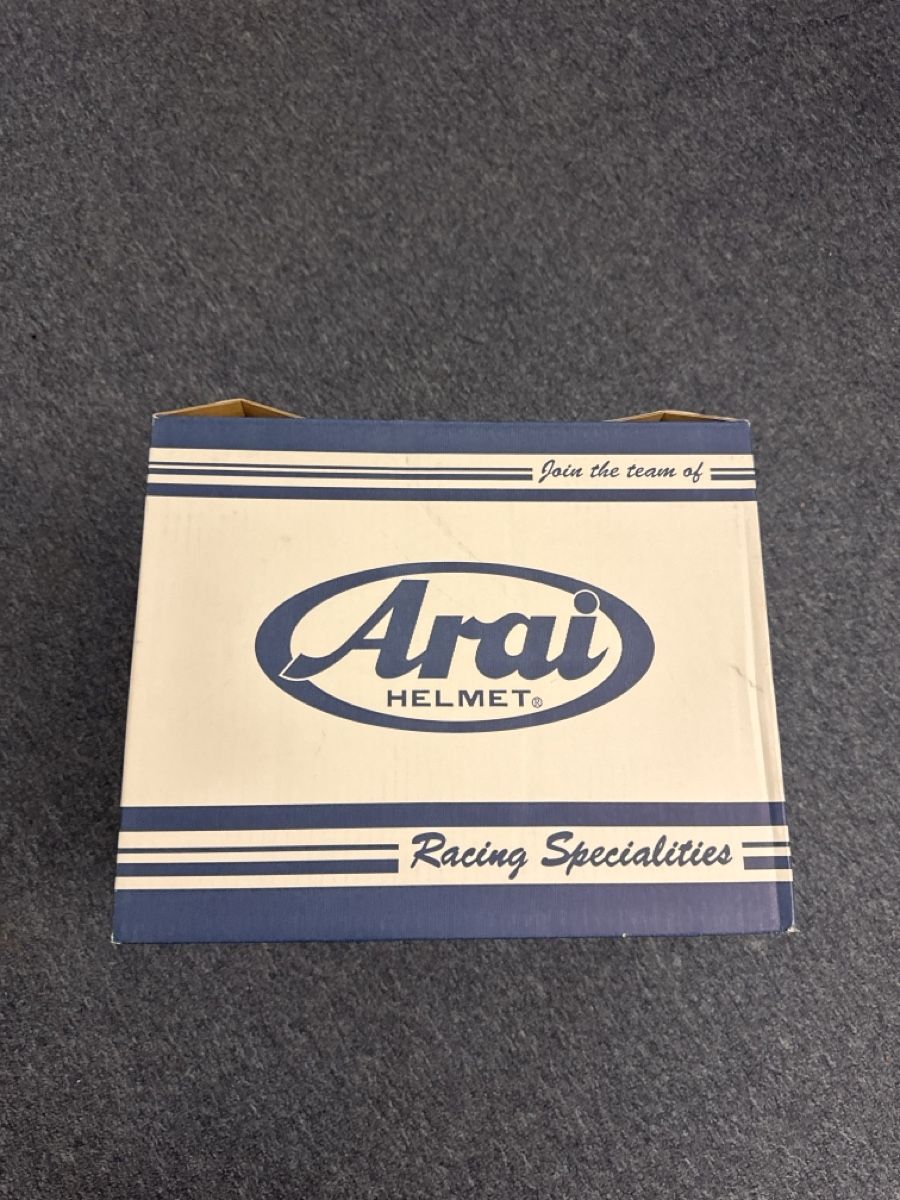 Join the team of
Arai
HELMET®
Racing Specialities